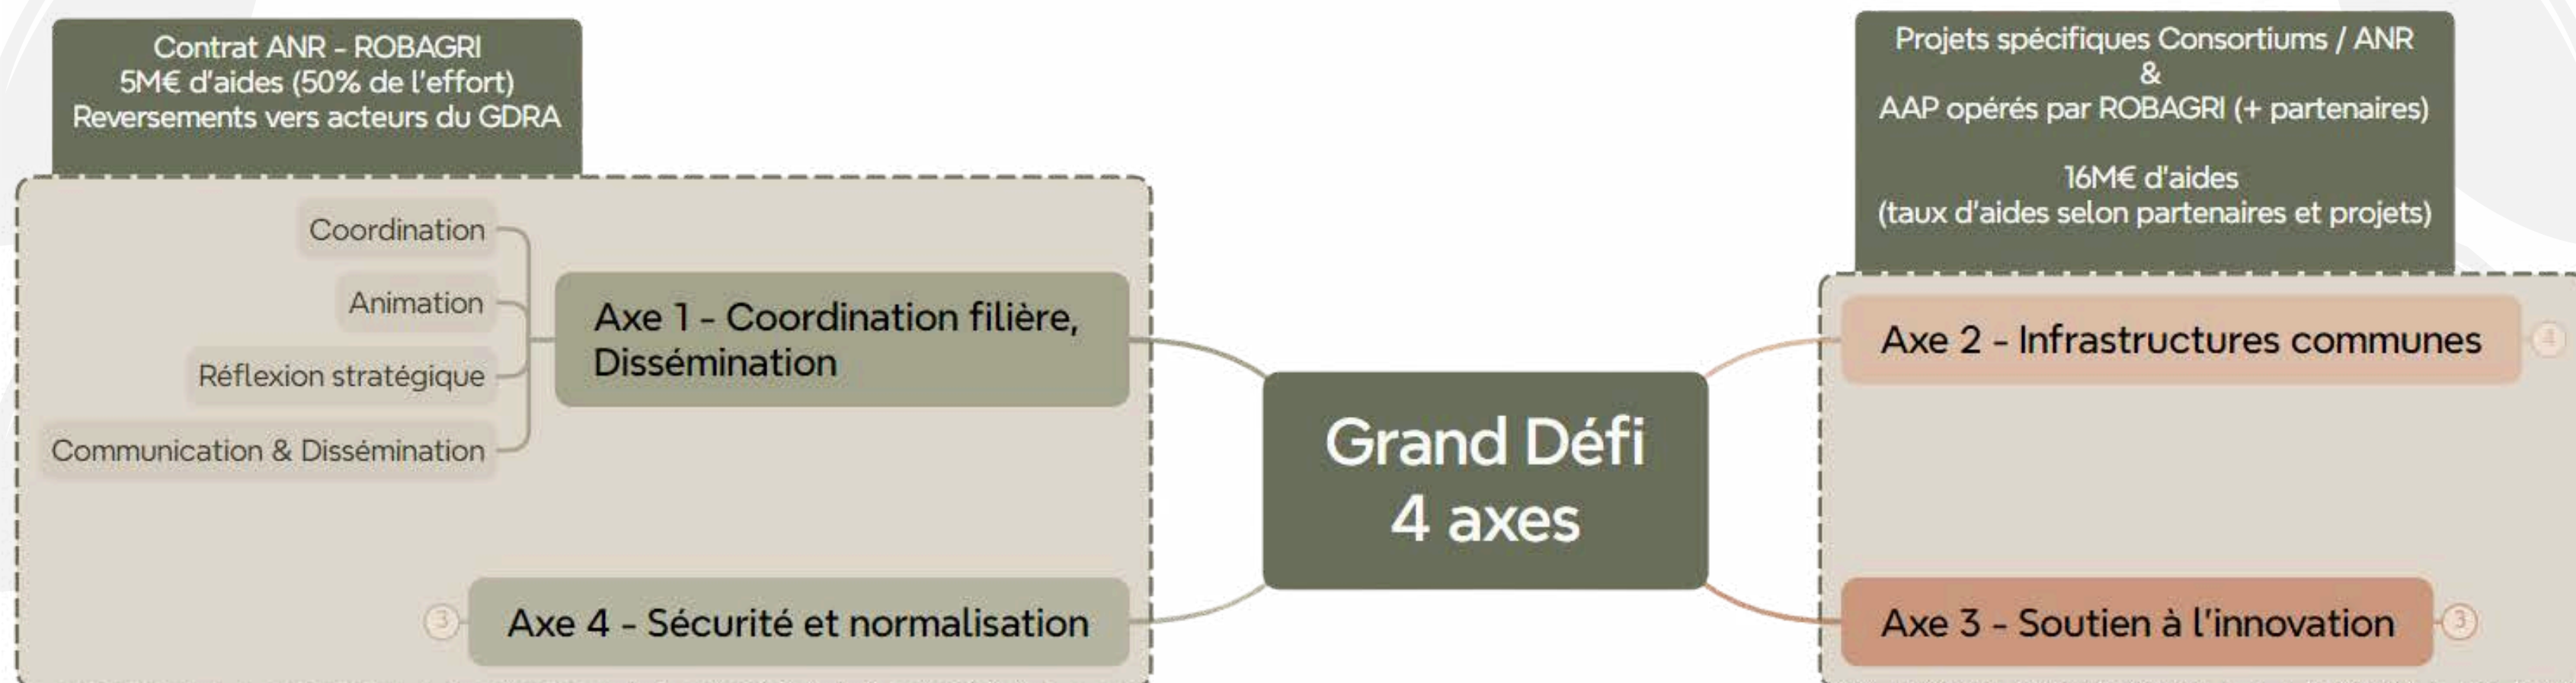 Contrat ANR - ROBAGRI
5M€ d'aides (50% de l'effort)
Reversements vers acteurs du GDRA
Coordination
Animation
Réflexion stratégique
Communication & Dissémination
Axe 1 - Coordination filière,
Dissémination
3
Axe 4 - Sécurité et normalisation
Grand Défi
4 axes
Projets spécifiques Consortiums / ANR
&
AAP opérés par ROBAGRI (+ partenaires)
16M€ d'aides
(taux d'aides selon partenaires et projets)
Axe 2 - Infrastructures communes
4
Axe 3 - Soutien à l'innovation
3